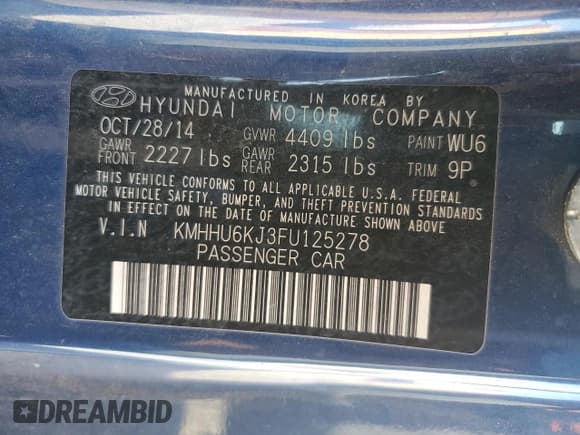 MANUFACTURED IN KOREA BY
HYUNDAI MOTOR COMPANY
OCT/28/14 GVWR 4409 lbs PAINT WU6
GAWR FRONT 2227 lbs GAWR REAR 2315 lbs TRIM 9P
THIS VEHICLE CONFORMS TO ALL APPLICABLE U.S.A. FEDERAL
MOTOR VEHICLE SAFETY, BUMPER, AND THEFT PREVENTION STANDARDS
IN EFFECT ON THE DATE OF MANUFACTURE SHOWN ABOVE
V.I.N KMHHU6KJ3FU125278
PASSENGER CAR
DREAMBID